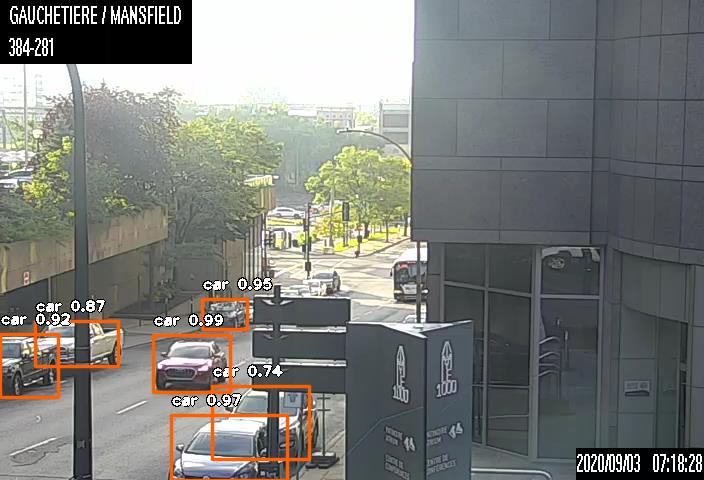 GAUCHETIERE / MANSFIELD
384-281
car 0.95
car 0.87
car 0.92
car 0.99
car 0.74
car 0.97
1000
1000
2020/09/03 07:18:28